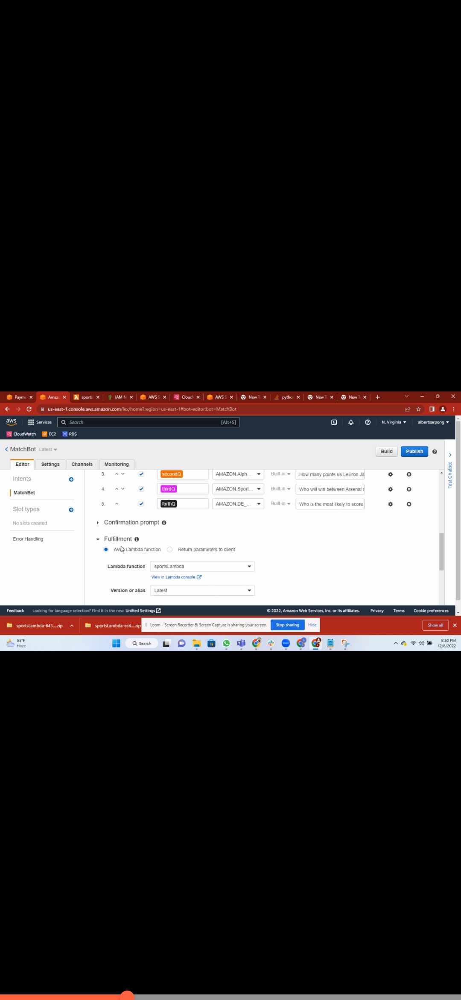 Payme Amaz sports IAM M AWS S Cloud AWS S New T pytho New T New T
us-east-1.console.aws.amazon.com/lex/home?region=us-east-1#bot-editor:bot=MatchBot
aws Services Search [Alt+S] N. Virginia albertsarpong
CloudWatch EC2 RDS
MatchBot Latest Build Publish
Editor Settings Channels Monitoring
Test Chatbot
Intents
MatchBet
Slot types
No slots created
Error Handling
3. secondQ AMAZON.Alph... Built-in How many points us LeBron Ja
4. thirdQ AMAZON.Sport... Built-in Who will win between Arsenal a
5. forthQ AMAZON.DE_... Built-in Who is the most likely to score
Confirmation prompt
Fulfillment
AWS Lambda function Return parameters to client
Lambda function sportsLambda
View in Lambda console
Version or alias Latest
Feedback Looking for language selection? Find it in the new Unified Settings © 2022, Amazon Web Services, Inc. or its affiliates. Privacy Terms Cookie preferences
sportsLambda-643....zip sportsLambda-ec4....zip Loom – Screen Recorder & Screen Capture is sharing your screen. Stop sharing Hide Show all
55°F
Haze
Search
8:50 PM
12/8/2022